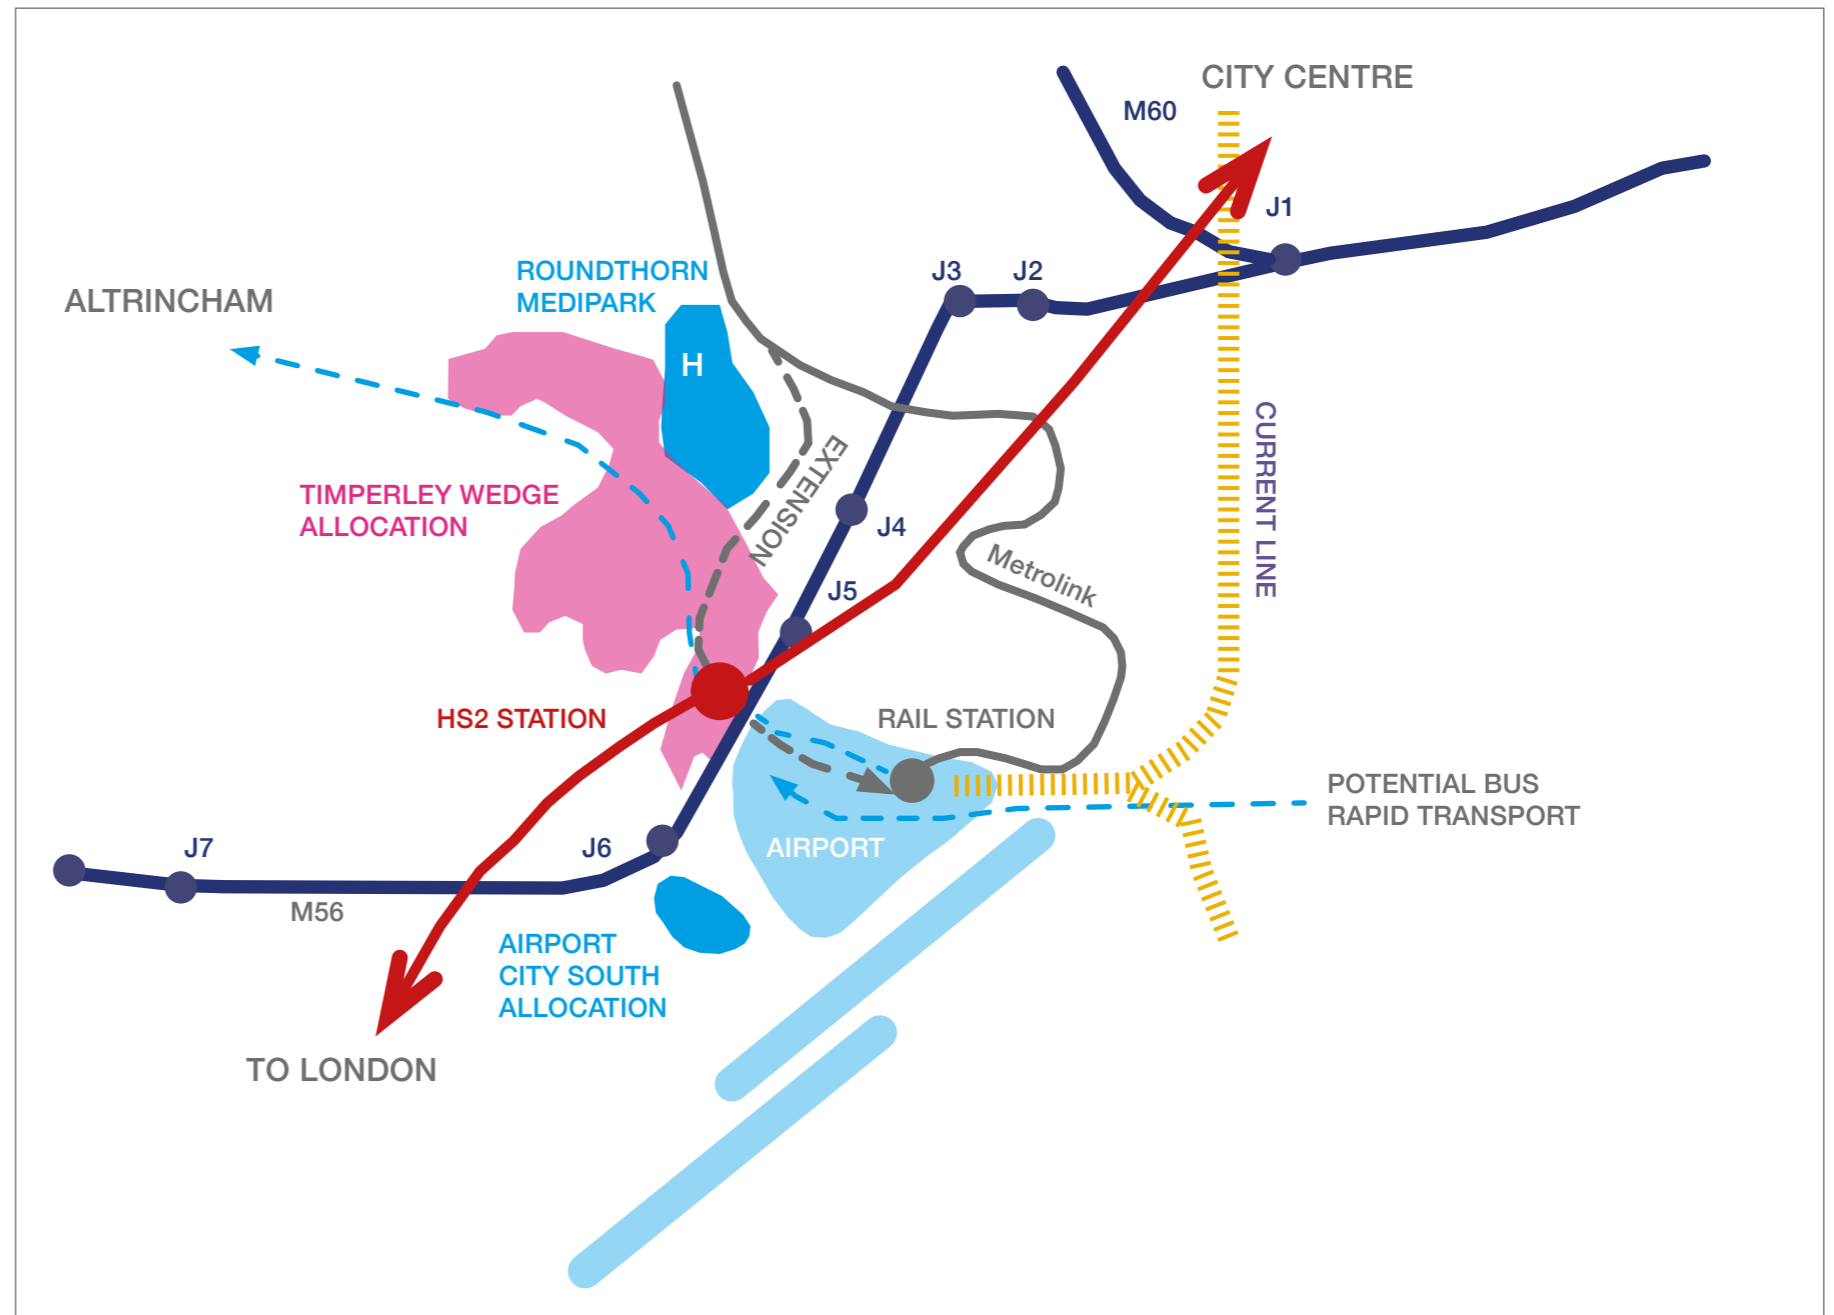 CITY CENTRE
M60
J1
ROUNDTHORN
MEDIPARK
J3
J2
ALTRINCHAM
H
CURRENT LINE
EXTENSION
TIMPERLEY WEDGE
ALLOCATION
J4
Metrolink
J5
HS2 STATION
RAIL STATION
POTENTIAL BUS
RAPID TRANSPORT
J7
J6
AIRPORT
M56
AIRPORT
CITY SOUTH
ALLOCATION
TO LONDON